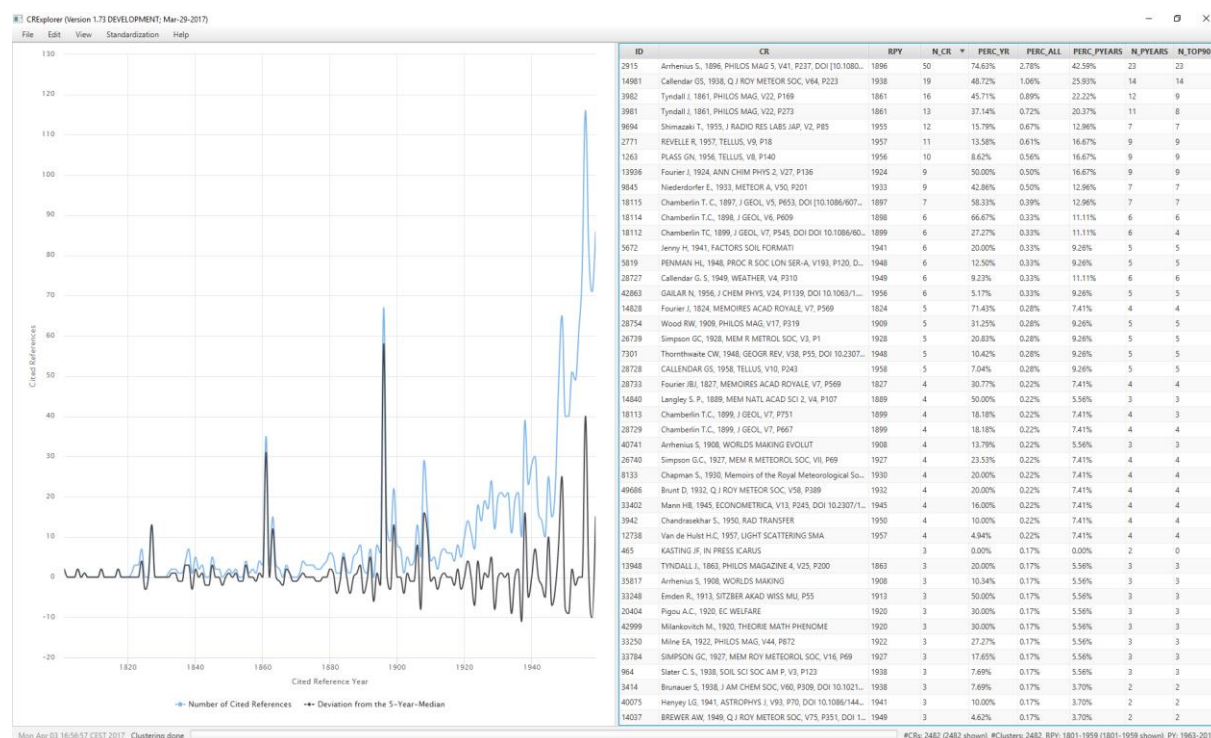 CRExplorer (Version 1.73 DEVELOPMENT; Mar-29-2017)
File Edit View Standardization Help
130
120
110
100
90
80
70
60
50
40
30
20
10
0
-10
-20
Cited References
1820 1840 1860 1880 1900 1920 1940
Cited Reference Year
Number of Cited References Deviation from the 5-Year-Median
ID CR RPY N_CR PERC_YR PERC_ALL PERC_PYEARS N_PYEARS N_TOP90
2915 Arrhenius S., 1896, PHILOS MAG 5, V41, P237, DOI [10.1080... 1896 50 74.63% 2.78% 42.59% 23 23
14981 Callendar GS, 1938, Q J ROY METEOR SOC, V64, P223 1938 19 48.72% 1.06% 25.93% 14 14
3982 Tyndall J, 1861, PHILOS MAG, V22, P169 1861 16 45.71% 0.89% 22.22% 12 9
3981 Tyndall J, 1861, PHILOS MAG, V22, P273 1861 13 37.14% 0.72% 20.37% 11 8
9694 Shimazaki T., 1955, J RADIO RES LABS JAP, V2, P85 1955 12 15.79% 0.67% 12.96% 7 7
2771 REVELLE R, 1957, TELLUS, V9, P18 1957 11 13.58% 0.61% 16.67% 9 9
1263 PLASS GN, 1956, TELLUS, V8, P140 1956 10 8.62% 0.56% 16.67% 9 9
13936 Fourier J, 1824, ANN CHIM PHYS 2, V27, P136 1924 9 50.00% 0.50% 16.67% 9 9
9845 Niederdorfer E., 1933, METEOR A, V50, P201 1933 9 42.86% 0.50% 12.96% 7 7
18115 Chamberlin T. C., 1897, J GEOL, V5, P653, DOI [10.1086/607... 1897 7 58.33% 0.39% 12.96% 7 7
18114 Chamberlin T.C., 1898, J GEOL, V6, P609 1898 6 66.67% 0.33% 11.11% 6 6
18112 Chamberlin TC, 1899, J GEOL, V7, P545, DOI DOI 10.1086/60... 1899 6 27.27% 0.33% 11.11% 6 4
5672 Jenny H, 1941, FACTORS SOIL FORMATI 1941 6 20.00% 0.33% 9.26% 5 5
5819 PENMAN HL, 1948, PROC R SOC LON SER-A, V193, P120, D... 1948 6 12.50% 0.33% 9.26% 5 5
28727 Callendar G. S, 1949, WEATHER, V4, P310 1949 6 9.23% 0.33% 11.11% 6 6
42863 GAILAR N, 1956, J CHEM PHYS, V24, P1139, DOI 10.1063/1.... 1956 6 5.17% 0.33% 9.26% 5 5
14828 Fourier J, 1824, MEMOIRES ACAD ROYALE, V7, P569 1824 5 71.43% 0.28% 7.41% 4 4
28754 Wood RW, 1909, PHILOS MAG, V17, P319 1909 5 31.25% 0.28% 9.26% 5 5
26739 Simpson GC, 1928, MEM R METROL SOC, V3, P1 1928 5 20.83% 0.28% 9.26% 5 5
7301 Thornthwaite CW, 1948, GEOGR REV, V38, P55, DOI 10.2307... 1948 5 10.42% 0.28% 9.26% 5 5
28728 CALLENDAR GS, 1958, TELLUS, V10, P243 1958 5 7.04% 0.28% 9.26% 5 5
28733 Fourier JBJ, 1827, MEMOIRES ACAD ROYALE, V7, P569 1827 4 30.77% 0.22% 7.41% 4 4
14840 Langley S. P., 1889, MEM NATL ACAD SCI 2, V4, P107 1889 4 50.00% 0.22% 5.56% 3 3
18113 Chamberlin T.C., 1899, J GEOL, V7, P751 1899 4 18.18% 0.22% 7.41% 4 3
28729 Chamberlin T.C., 1899, J GEOL, V7, P667 1899 4 18.18% 0.22% 7.41% 4 4
40741 Arrhenius S, 1908, WORLDS MAKING EVOLUT 1908 4 13.79% 0.22% 5.56% 3 3
26740 Simpson G.C., 1927, MEM R METEOROL SOC, VII, P69 1927 4 23.53% 0.22% 7.41% 4 4
8133 Chapman S., 1930, Memoirs of the Royal Meteorological So... 1930 4 20.00% 0.22% 7.41% 4 4
49686 Brunt D, 1932, Q J ROY METEOR SOC, V58, P389 1932 4 20.00% 0.22% 7.41% 4 4
33402 Mann HB, 1945, ECONOMETRICA, V13, P245, DOI 10.2307/1... 1945 4 16.00% 0.22% 7.41% 4 4
3942 Chandrasekhar S., 1950, RAD TRANSFER 1950 4 10.00% 0.22% 7.41% 4 4
12738 Van de Hulst H.C, 1957, LIGHT SCATTERING SMA 1957 4 4.94% 0.22% 7.41% 4 4
465 KASTING JF, IN PRESS ICARUS 3 0.00% 0.17% 0.00% 2 0
13948 TYNDALL J., 1863, PHILOS MAGAZINE 4, V25, P200 1863 3 20.00% 0.17% 5.56% 3 3
35817 Arrhenius S, 1908, WORLDS MAKING 1908 3 10.34% 0.17% 5.56% 3 3
33248 Emden R., 1913, SITZBER AKAD WISS MU, P55 1913 3 50.00% 0.17% 5.56% 3 3
20404 Pigou A.C., 1920, EC WELFARE 1920 3 30.00% 0.17% 5.56% 3 3
42999 Milankovitch M., 1920, THEORIE MATH PHENOME 1920 3 30.00% 0.17% 5.56% 3 3
33250 Milne EA, 1922, PHILOS MAG, V44, P872 1922 3 27.27% 0.17% 5.56% 3 3
33784 SIMPSON GC, 1927, MEM ROY METEOROL SOC, V16, P69 1927 3 17.65% 0.17% 5.56% 3 3
964 Slater C. S., 1938, SOIL SCI SOC AM P, V3, P123 1938 3 7.69% 0.17% 5.56% 3 3
3414 Brunauer S, 1938, J AM CHEM SOC, V60, P309, DOI 10.1021... 1938 3 7.69% 0.17% 3.70% 2 2
40075 Henyey LG, 1941, ASTROPHYS J, V93, P70, DOI 10.1086/144... 1941 3 10.00% 0.17% 3.70% 2 2
14037 BREWER AW, 1949, Q J ROY METEOR SOC, V75, P351, DOI 1... 1949 3 4.62% 0.17% 3.70% 2 2
Mon Apr 03 16:56:57 CEST 2017 Clustering done #CRs: 2482 (2482 shown) #Clusters: 2482 RPY: 1801-1959 (1801-1959 shown) PY: 1963-201